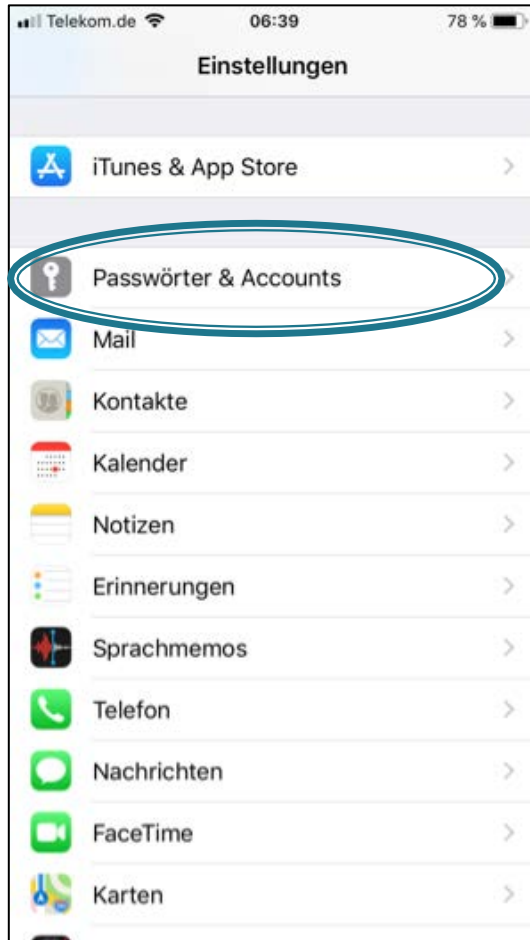 Telekom.de 06:39 78 %
Einstellungen
iTunes & App Store
Passwörter & Accounts
Mail
Kontakte
Kalender
Notizen
Erinnerungen
Sprachmemos
Telefon
Nachrichten
FaceTime
Karten